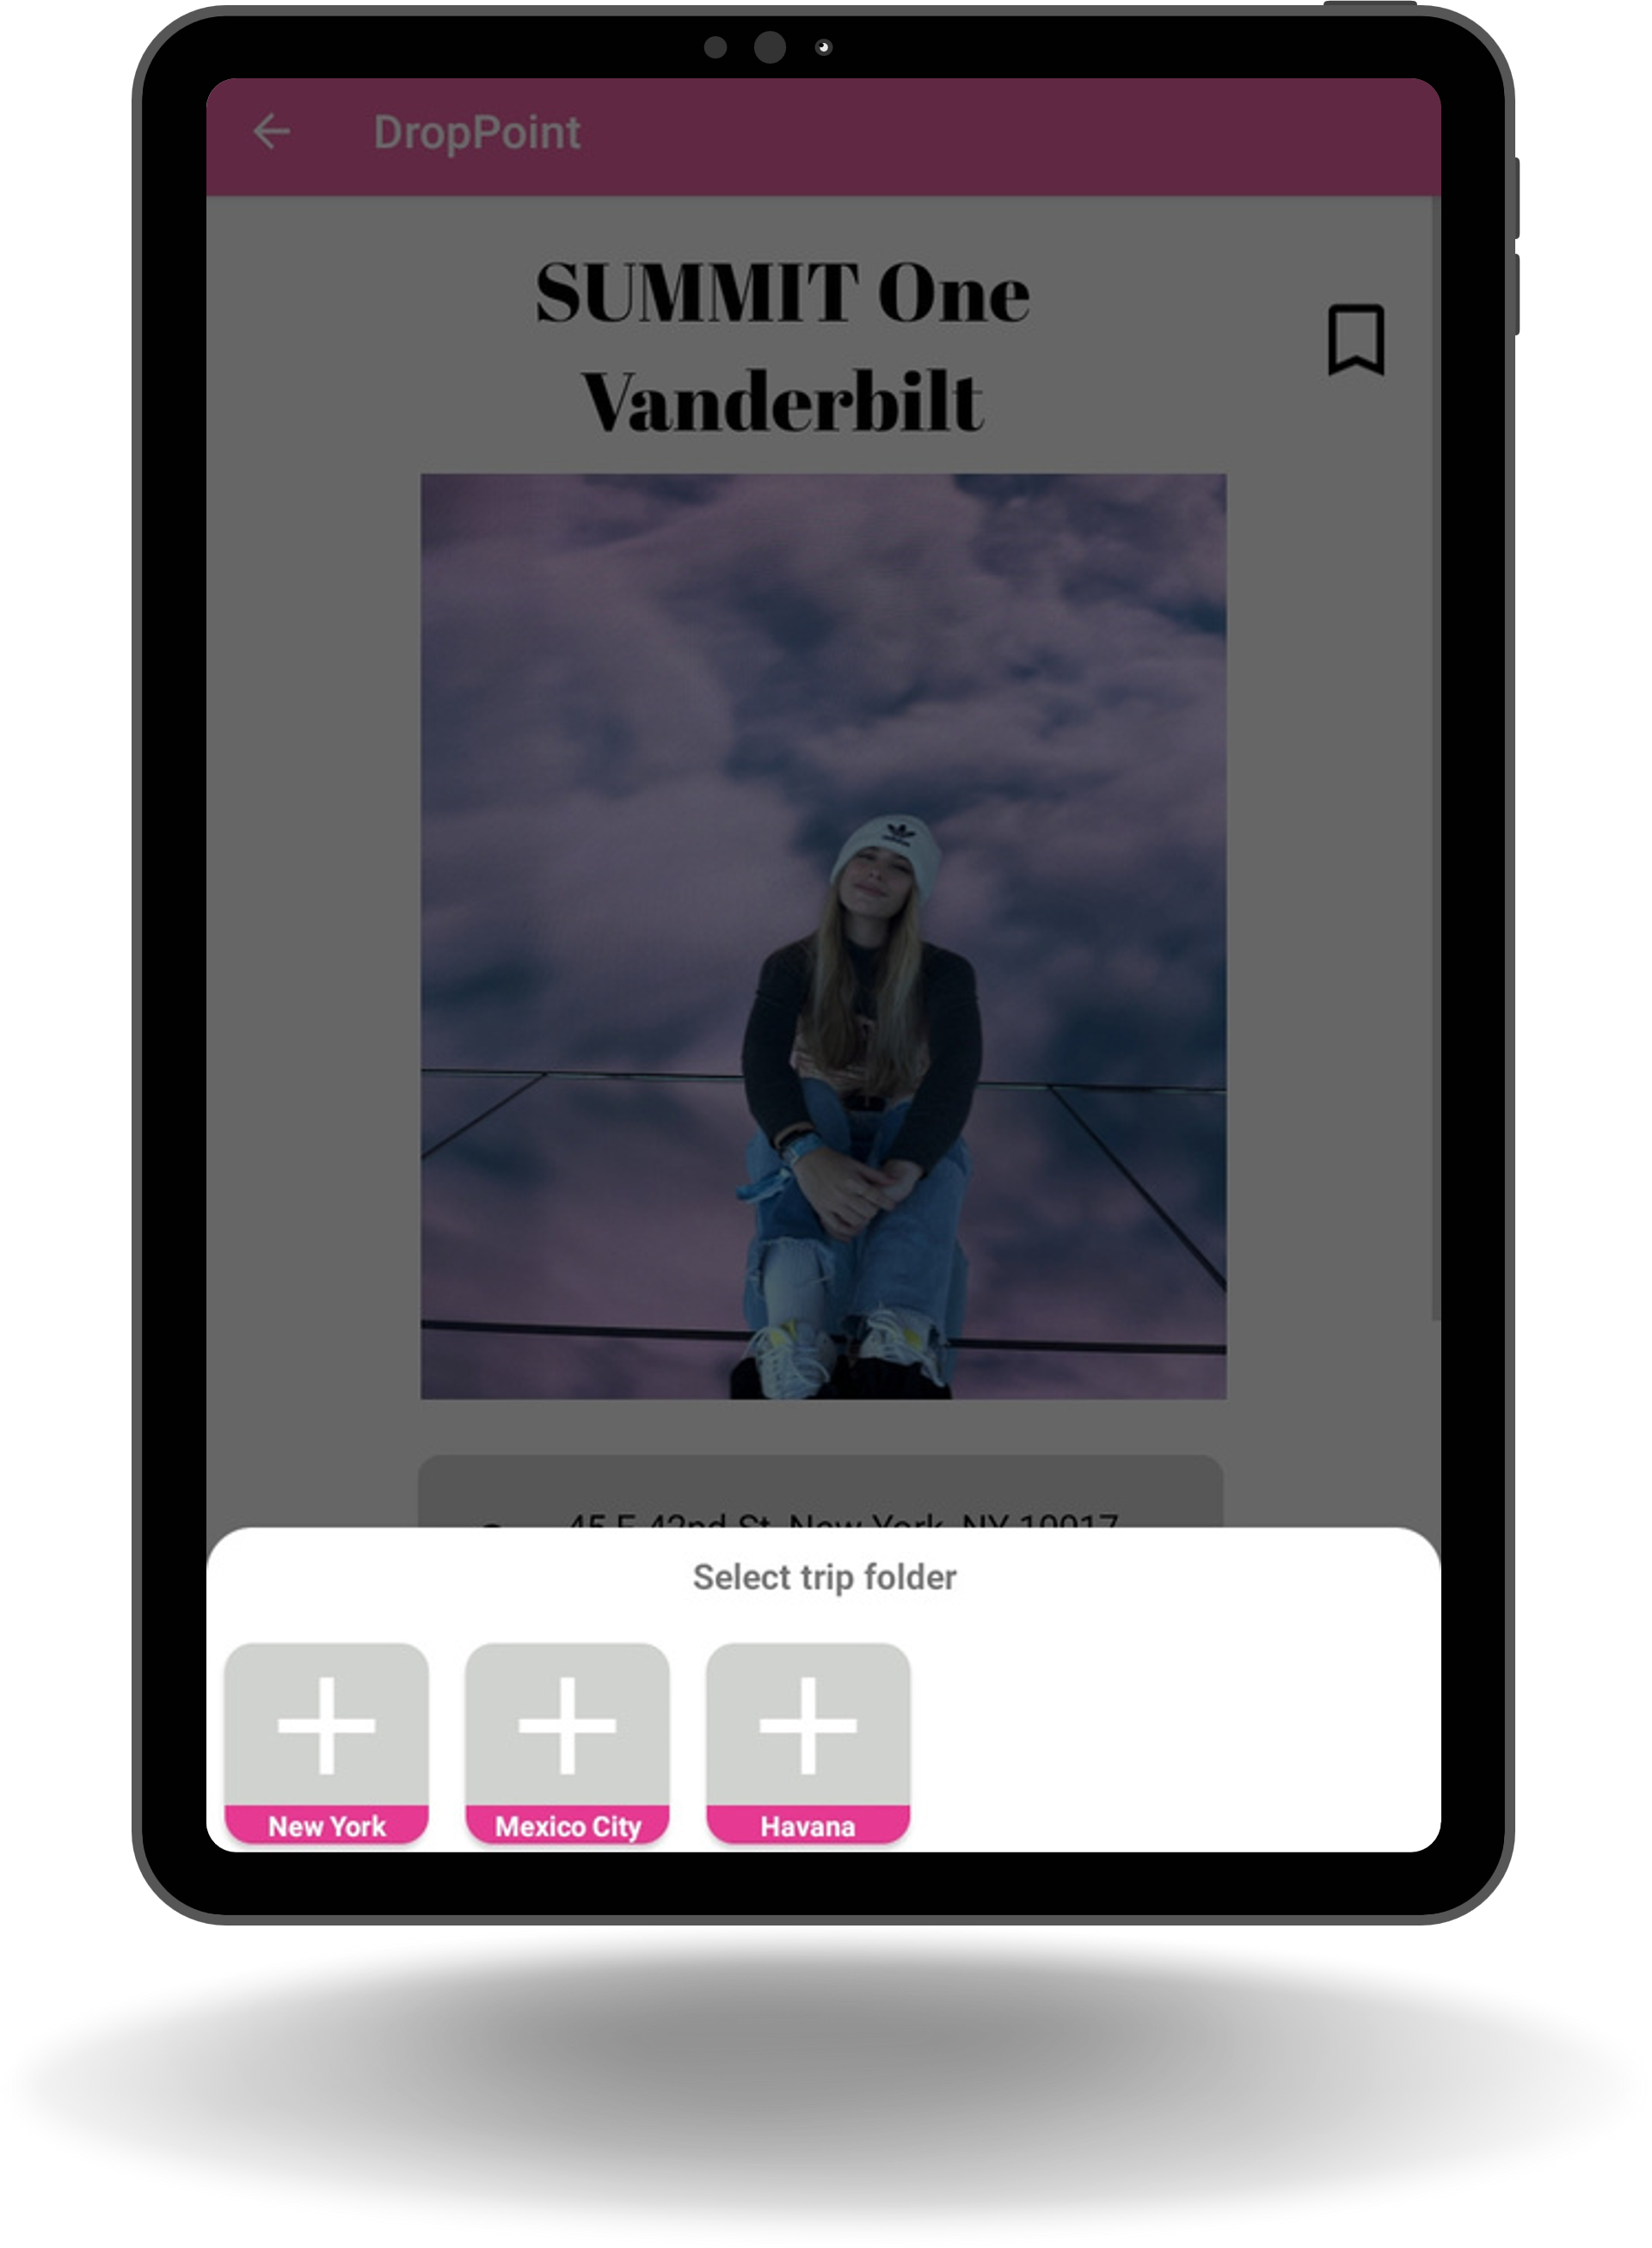 DropPoint
SUMMIT One
Vanderbilt
45 E 42nd St, New York, NY 10017
Select trip folder
New York
Mexico City
Havana